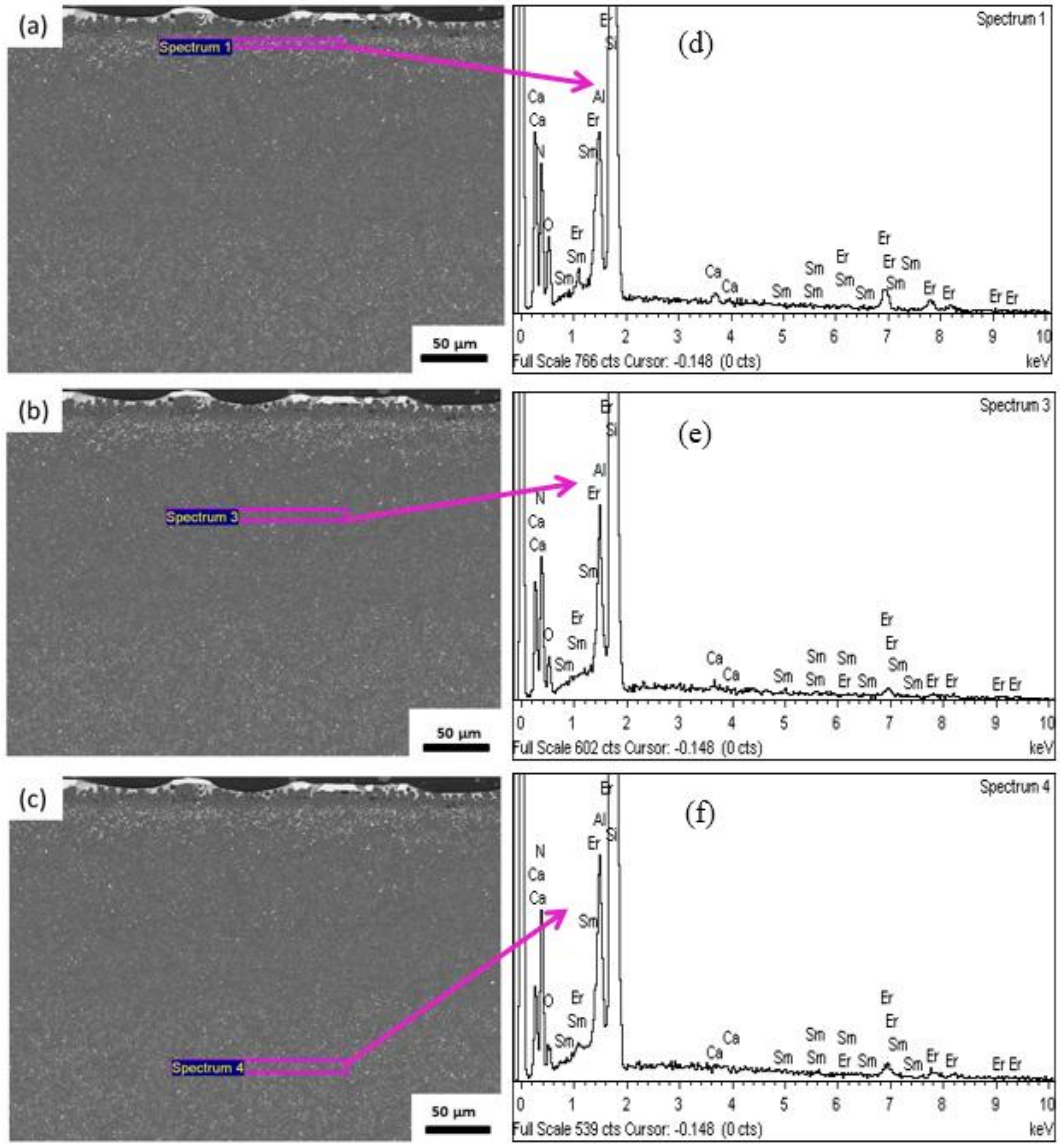 (a)
Spectrum 1
50 µm
Spectrum 1
(d)
Er
Si
Ca
Ca
N
O
Al
Er
Sm
Er
Sm
Sm
Ca
Ca
Sm
Sm
Sm
Er
Sm
Sm
Er
Er
Sm
Sm
Er
Er
Er
Er
0 1 2 3 4 5 6 7 8 9 10
Full Scale 766 cts Cursor: -0.148 (0 cts)
keV
(b)
Spectrum 3
50 µm
Spectrum 3
(e)
Er
Si
N
Ca
Ca
O
Al
Er
Sm
Er
Sm
Sm
Ca
Ca
Sm
Sm
Sm
Sm
Er
Sm
Er
Er
Sm
Sm
Er
Er
Er
Er
0 1 2 3 4 5 6 7 8 9 10
Full Scale 602 cts Cursor: -0.148 (0 cts)
keV
(c)
Spectrum 4
50 µm
Spectrum 4
(f)
Er
Si
N
Ca
Ca
O
Al
Er
Sm
Er
Sm
Sm
Ca
Ca
Sm
Sm
Sm
Sm
Er
Sm
Er
Er
Sm
Sm
Er
Er
Er
Er
0 1 2 3 4 5 6 7 8 9 10
Full Scale 539 cts Cursor: -0.148 (0 cts)
keV